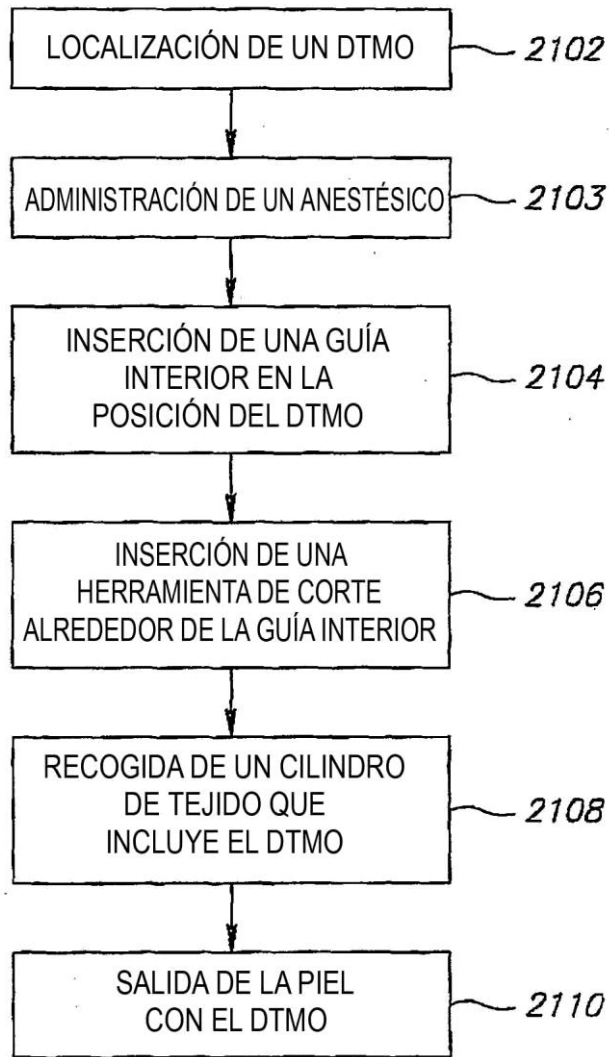 LOCALIZACIÓN DE UN DTMO
2102
ADMINISTRACIÓN DE UN ANESTÉSICO
2103
INSERCIÓN DE UNA GUÍA
INTERIOR EN LA
POSICIÓN DEL DTMO
2104
INSERCIÓN DE UNA
HERRAMIENTA DE CORTE
ALREDEDOR DE LA GUÍA INTERIOR
2106
RECOGIDA DE UN CILINDRO
DE TEJIDO QUE
INCLUYE EL DTMO
2108
SALIDA DE LA PIEL
CON EL DTMO
2110